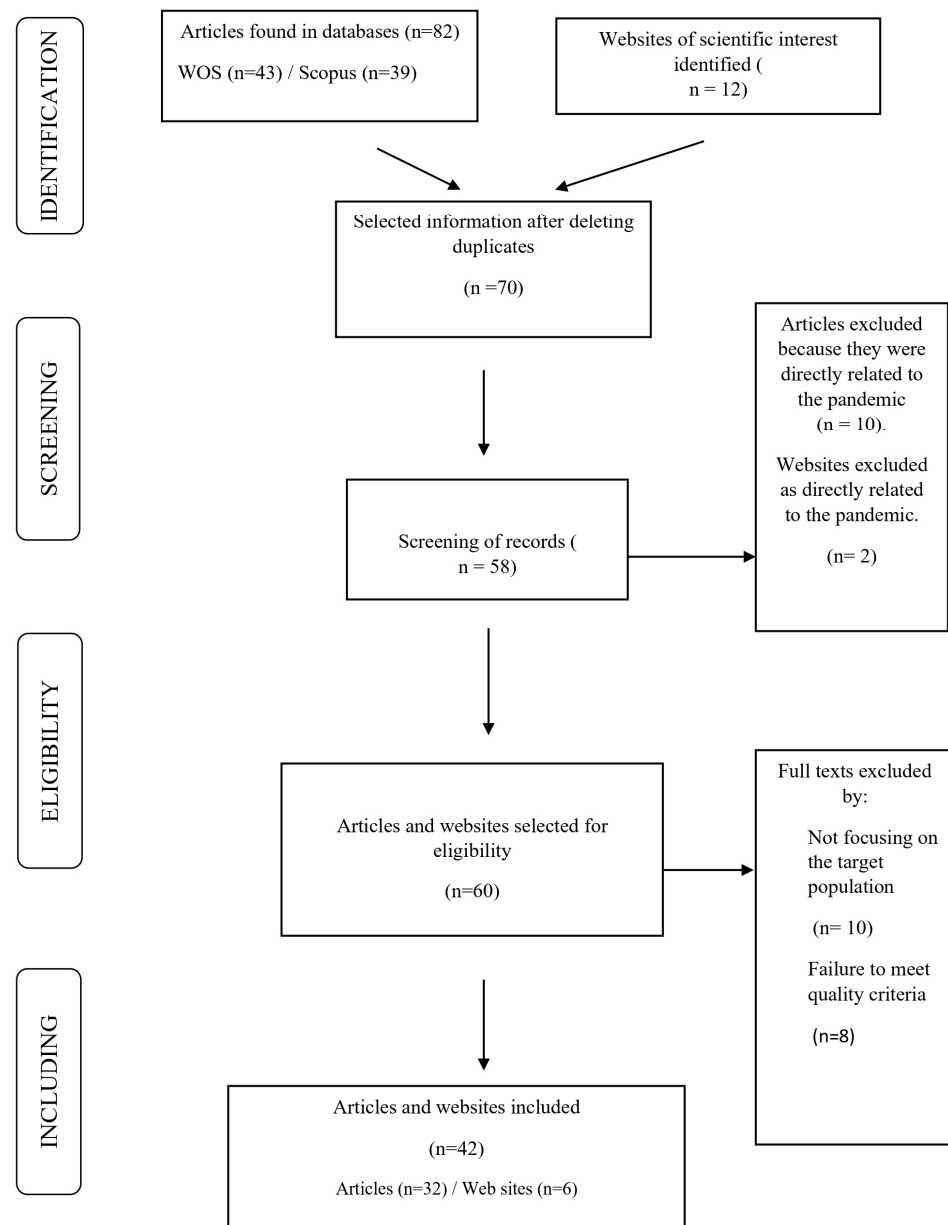 IDENTIFICATION
Articles found in databases (n=82)
WOS (n=43) / Scopus (n=39)
Websites of scientific interest
identified (
n = 12)
Selected information after deleting
duplicates
(n =70)
SCREENING
Articles excluded
because they were
directly related to
the pandemic
(n = 10).
Websites excluded
as directly related
to the pandemic.
(n= 2)
Screening of records (
n = 58)
ELIGIBILITY
Articles and websites selected for
eligibility
(n=60)
Full texts excluded
by:
Not focusing on
the target
population
(n= 10)
Failure to meet
quality criteria
(n=8)
INCLUDING
Articles and websites included
(n=42)
Articles (n=32) / Web sites (n=6)